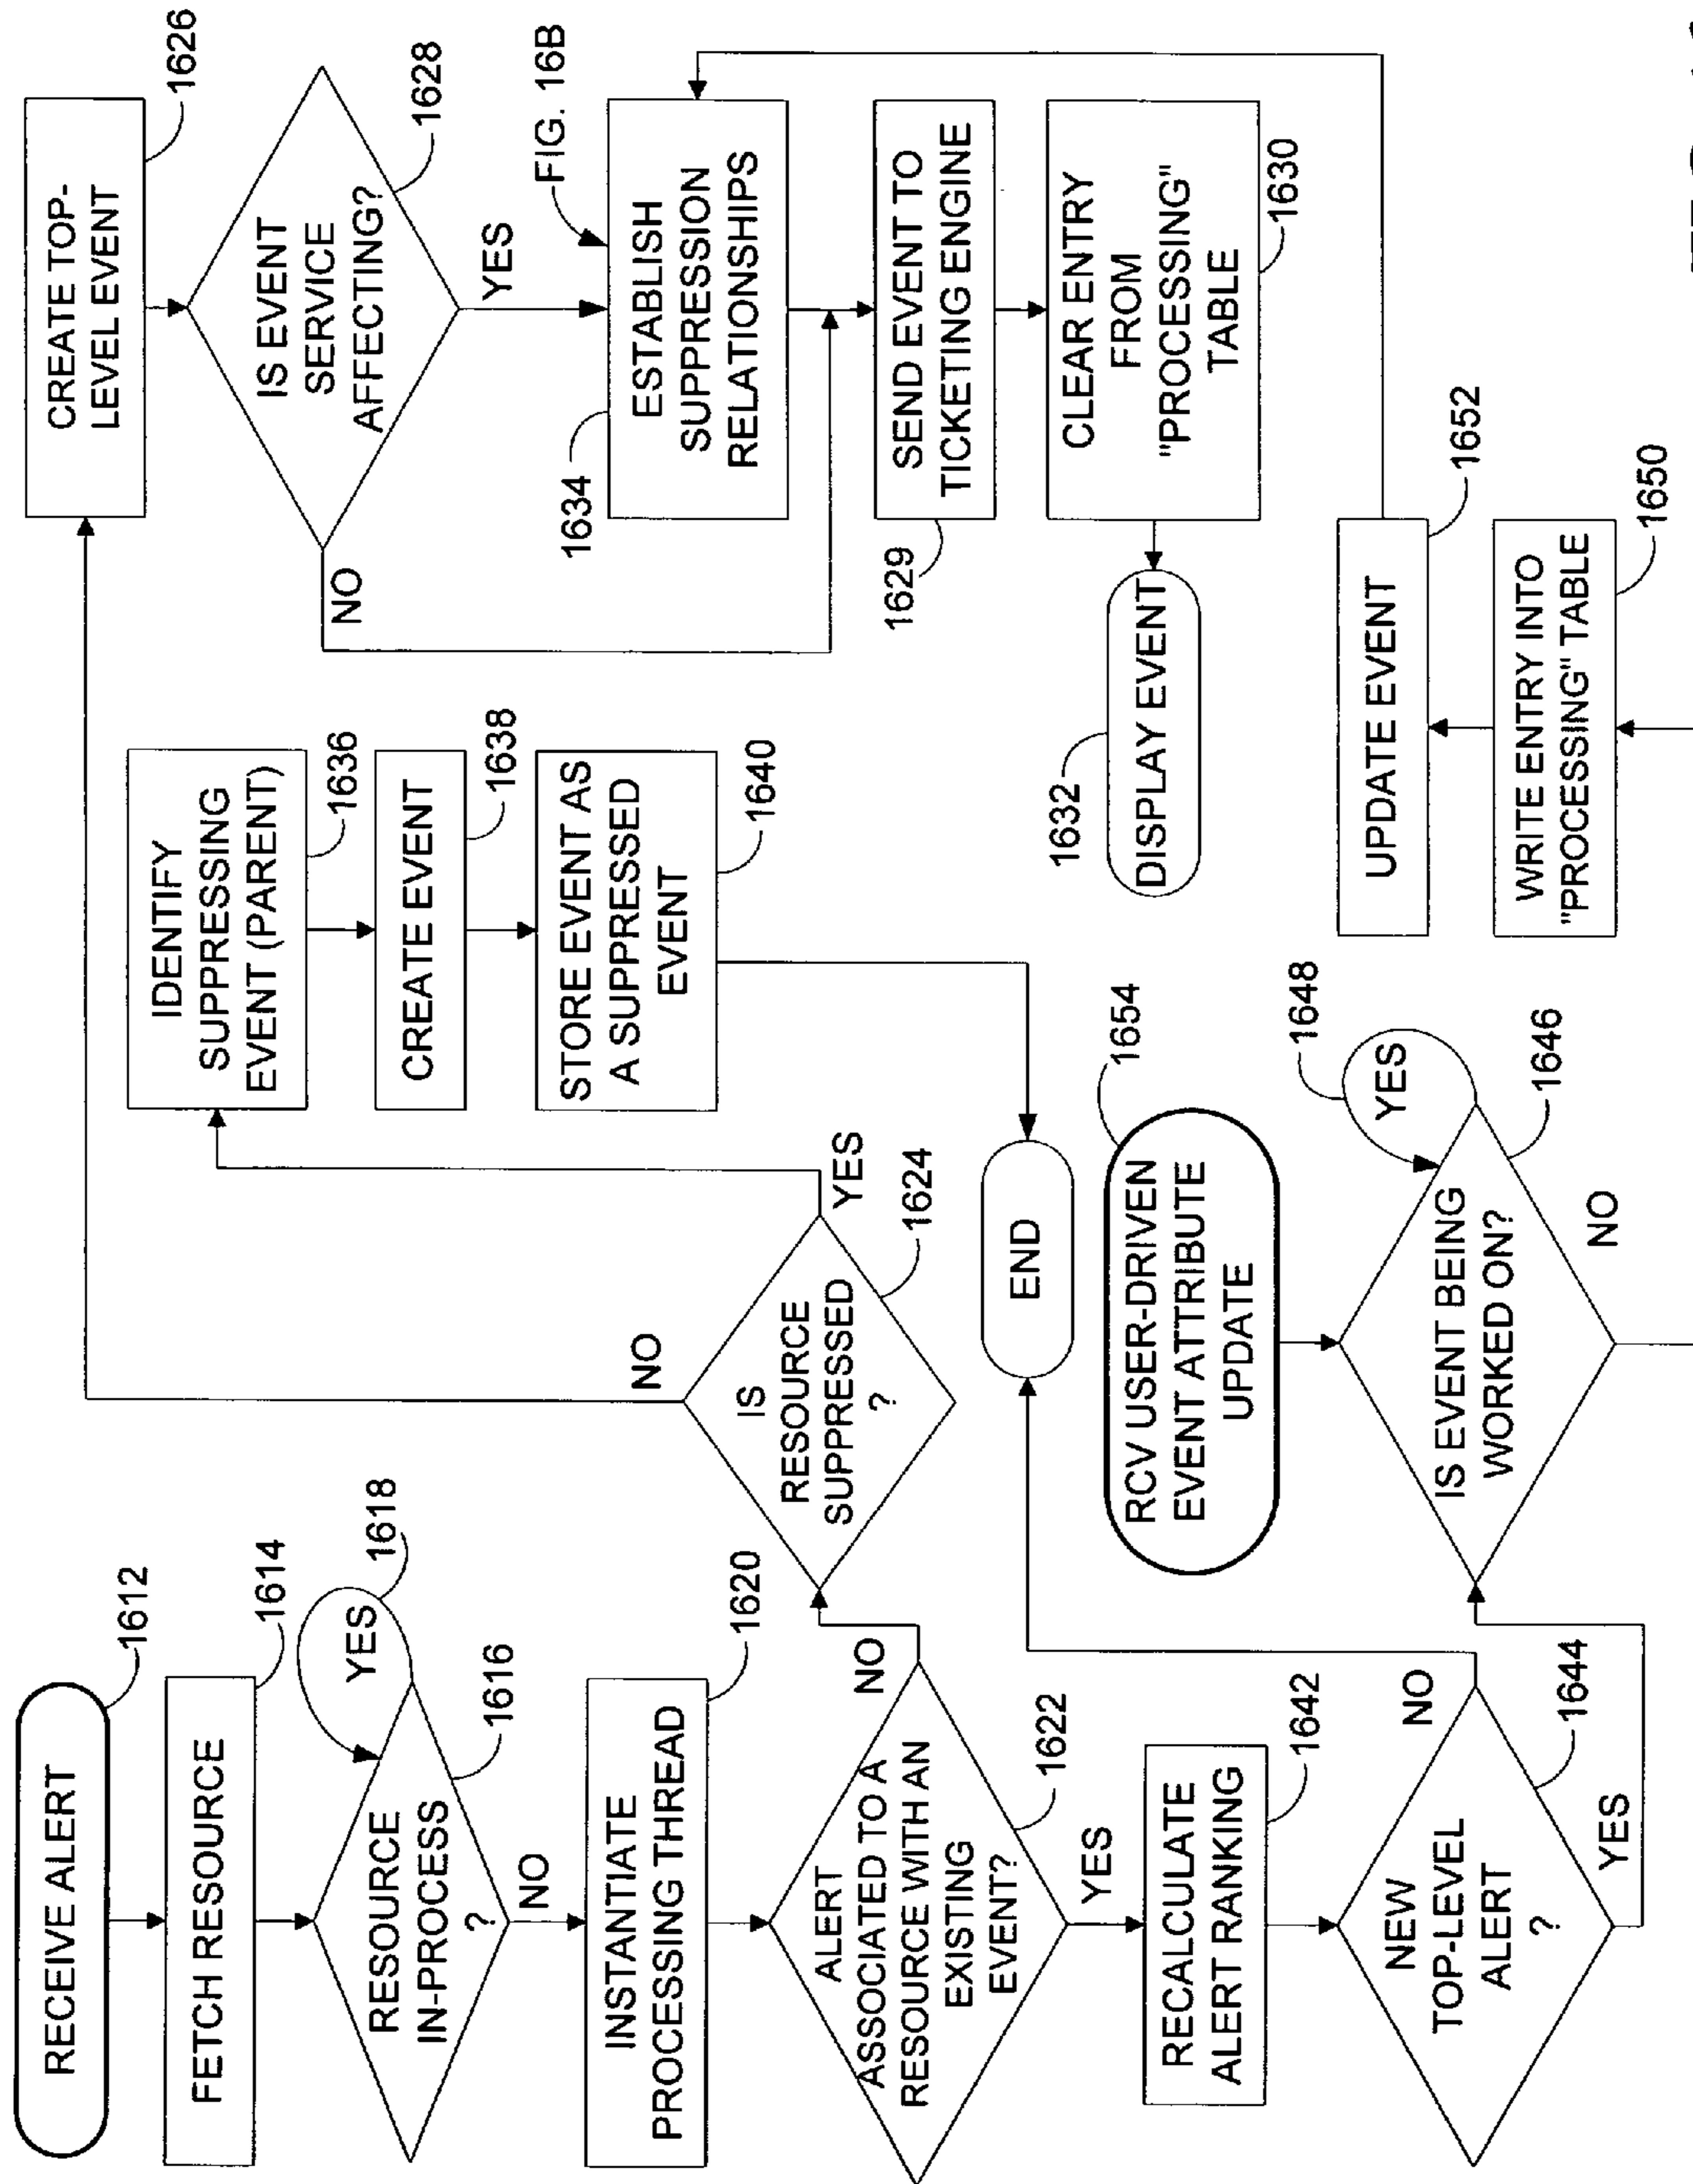 RECEIVE ALERT
1612
FETCH RESOURCE
1614
RESOURCE
IN-PROCESS
?
1616
YES
1618
NO
INSTANTIATE
PROCESSING THREAD
1620
ALERT
ASSOCIATED TO A
RESOURCE WITH AN
EXISTING
EVENT?
1622
NO
YES
RECALCULATE
ALERT RANKING
1642
NEW
TOP-LEVEL
ALERT
?
1644
NO
YES
IS
RESOURCE
SUPPRESSED
?
1624
NO
YES
IDENTIFY
SUPPRESSING
EVENT (PARENT)
1636
CREATE EVENT
1638
STORE EVENT AS
A SUPPRESSED
EVENT
1640
END
RCV USER-DRIVEN
EVENT ATTRIBUTE
UPDATE
1654
IS EVENT BEING
WORKED ON?
1646
YES
1648
NO
CREATE TOP-
LEVEL EVENT
1626
IS EVENT
SERVICE
AFFECTING?
1628
NO
YES
FIG. 16B
ESTABLISH
SUPPRESSION
RELATIONSHIPS
1634
SEND EVENT TO
TICKETING ENGINE
1629
CLEAR ENTRY
FROM
"PROCESSING"
TABLE
1630
DISPLAY EVENT
1632
UPDATE EVENT
1652
WRITE ENTRY INTO
"PROCESSING" TABLE
1650